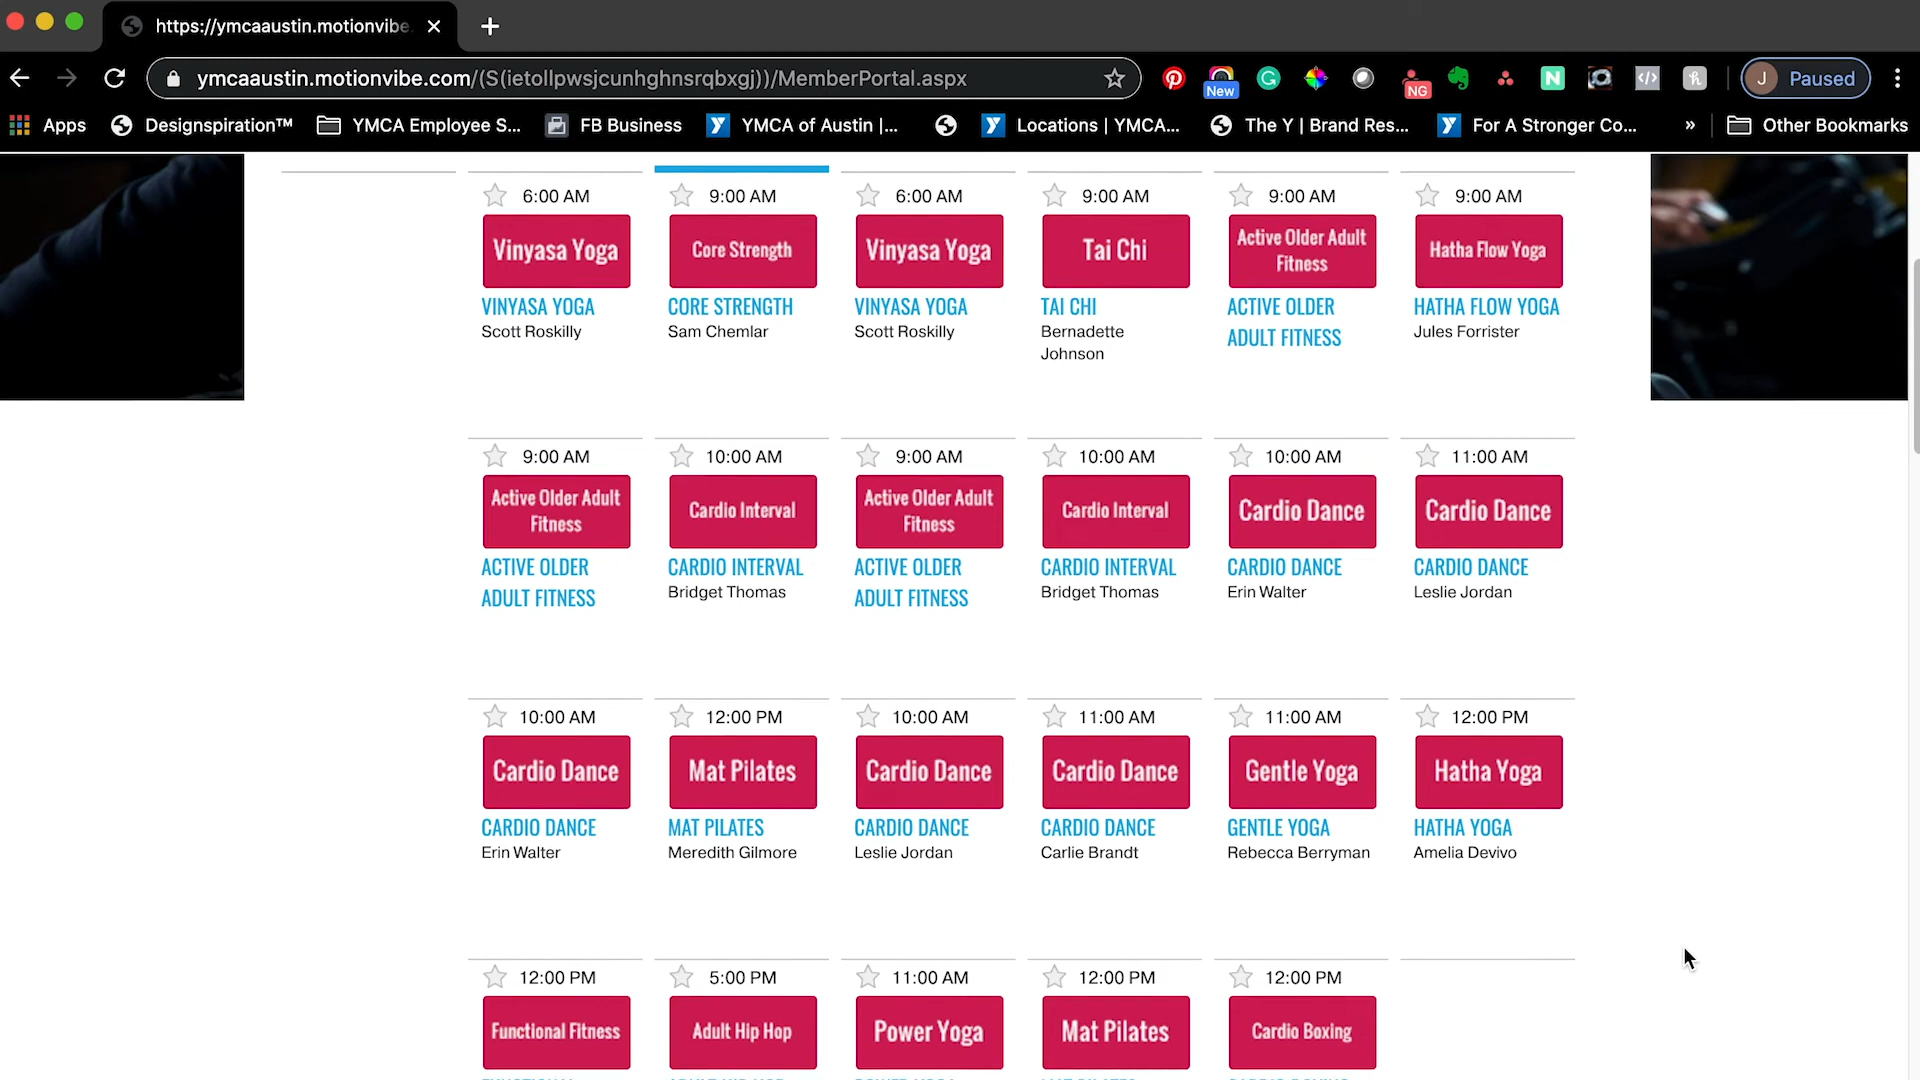 https://ymcaaustin.motionvibe.
ymcaaustin.motionvibe.com/(S(ietollpwsjcunhghnsrqbxgj))/MemberPortal.aspx
New
NG
J Paused
Apps Designspiration™ YMCA Employee S... FB Business YMCA of Austin |... Locations | YMCA... The Y | Brand Res... For A Stronger Co... » Other Bookmarks
6:00 AM 9:00 AM 6:00 AM 9:00 AM 9:00 AM 9:00 AM
Vinyasa Yoga Core Strength Vinyasa Yoga Tai Chi Active Older Adult Fitness Hatha Flow Yoga
VINYASA YOGA CORE STRENGTH VINYASA YOGA TAI CHI ACTIVE OLDER HATHA FLOW YOGA
Scott Roskilly Sam Chemlar Scott Roskilly Bernadette ADULT FITNESS Jules Forrister
Johnson
9:00 AM 10:00 AM 9:00 AM 10:00 AM 10:00 AM 11:00 AM
Active Older Adult Fitness Cardio Interval Active Older Adult Fitness Cardio Interval Cardio Dance Cardio Dance
ACTIVE OLDER CARDIO INTERVAL ACTIVE OLDER CARDIO INTERVAL CARDIO DANCE CARDIO DANCE
ADULT FITNESS Bridget Thomas ADULT FITNESS Bridget Thomas Erin Walter Leslie Jordan
10:00 AM 12:00 PM 10:00 AM 11:00 AM 11:00 AM 12:00 PM
Cardio Dance Mat Pilates Cardio Dance Cardio Dance Gentle Yoga Hatha Yoga
CARDIO DANCE MAT PILATES CARDIO DANCE CARDIO DANCE GENTLE YOGA HATHA YOGA
Erin Walter Meredith Gilmore Leslie Jordan Carlie Brandt Rebecca Berryman Amelia Devivo
12:00 PM 5:00 PM 11:00 AM 12:00 PM 12:00 PM
Functional Fitness Adult Hip Hop Power Yoga Mat Pilates Cardio Boxing